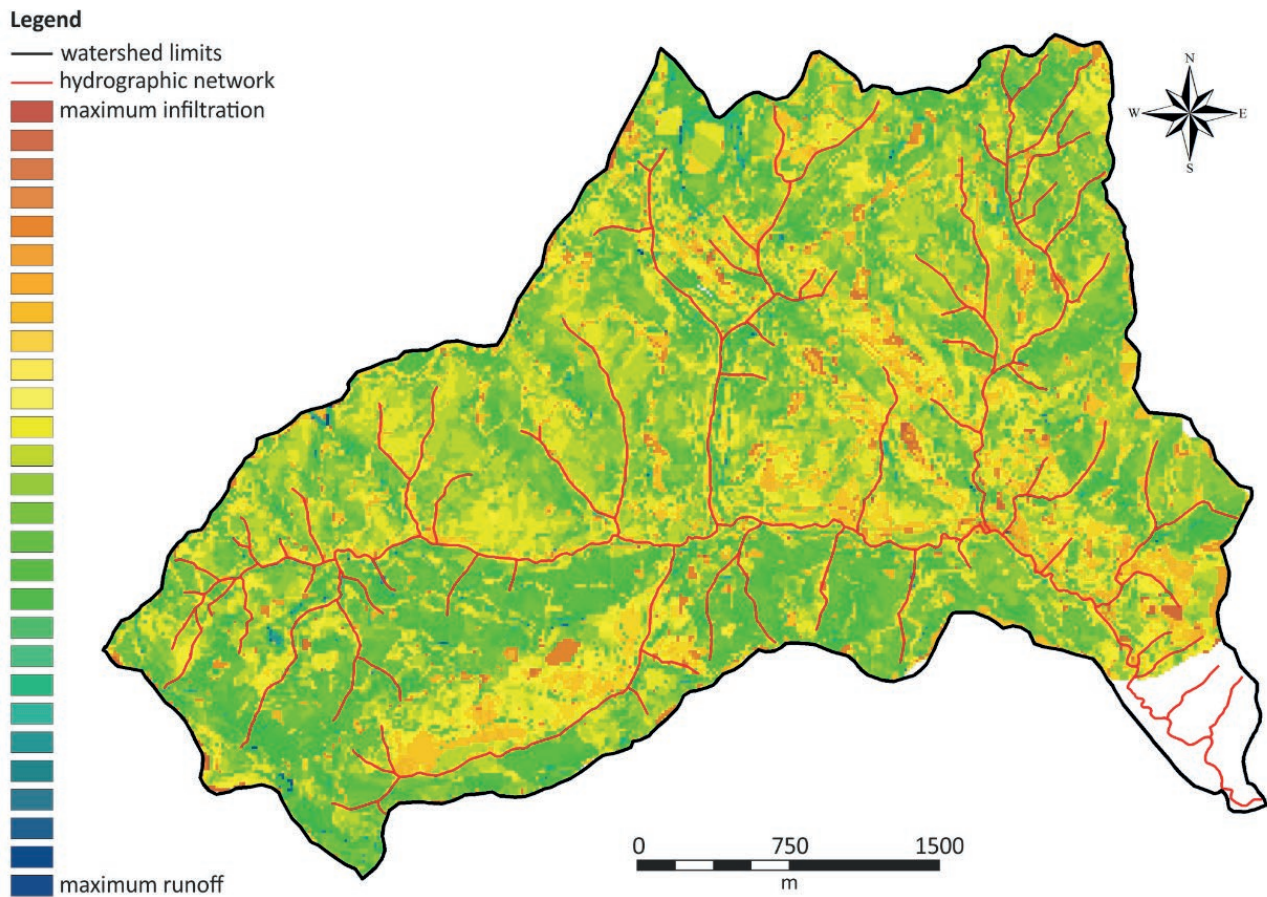 Legend
watershed limits
hydrographic network
maximum infiltration
maximum runoff
N
W E
S
0 750 1500
m